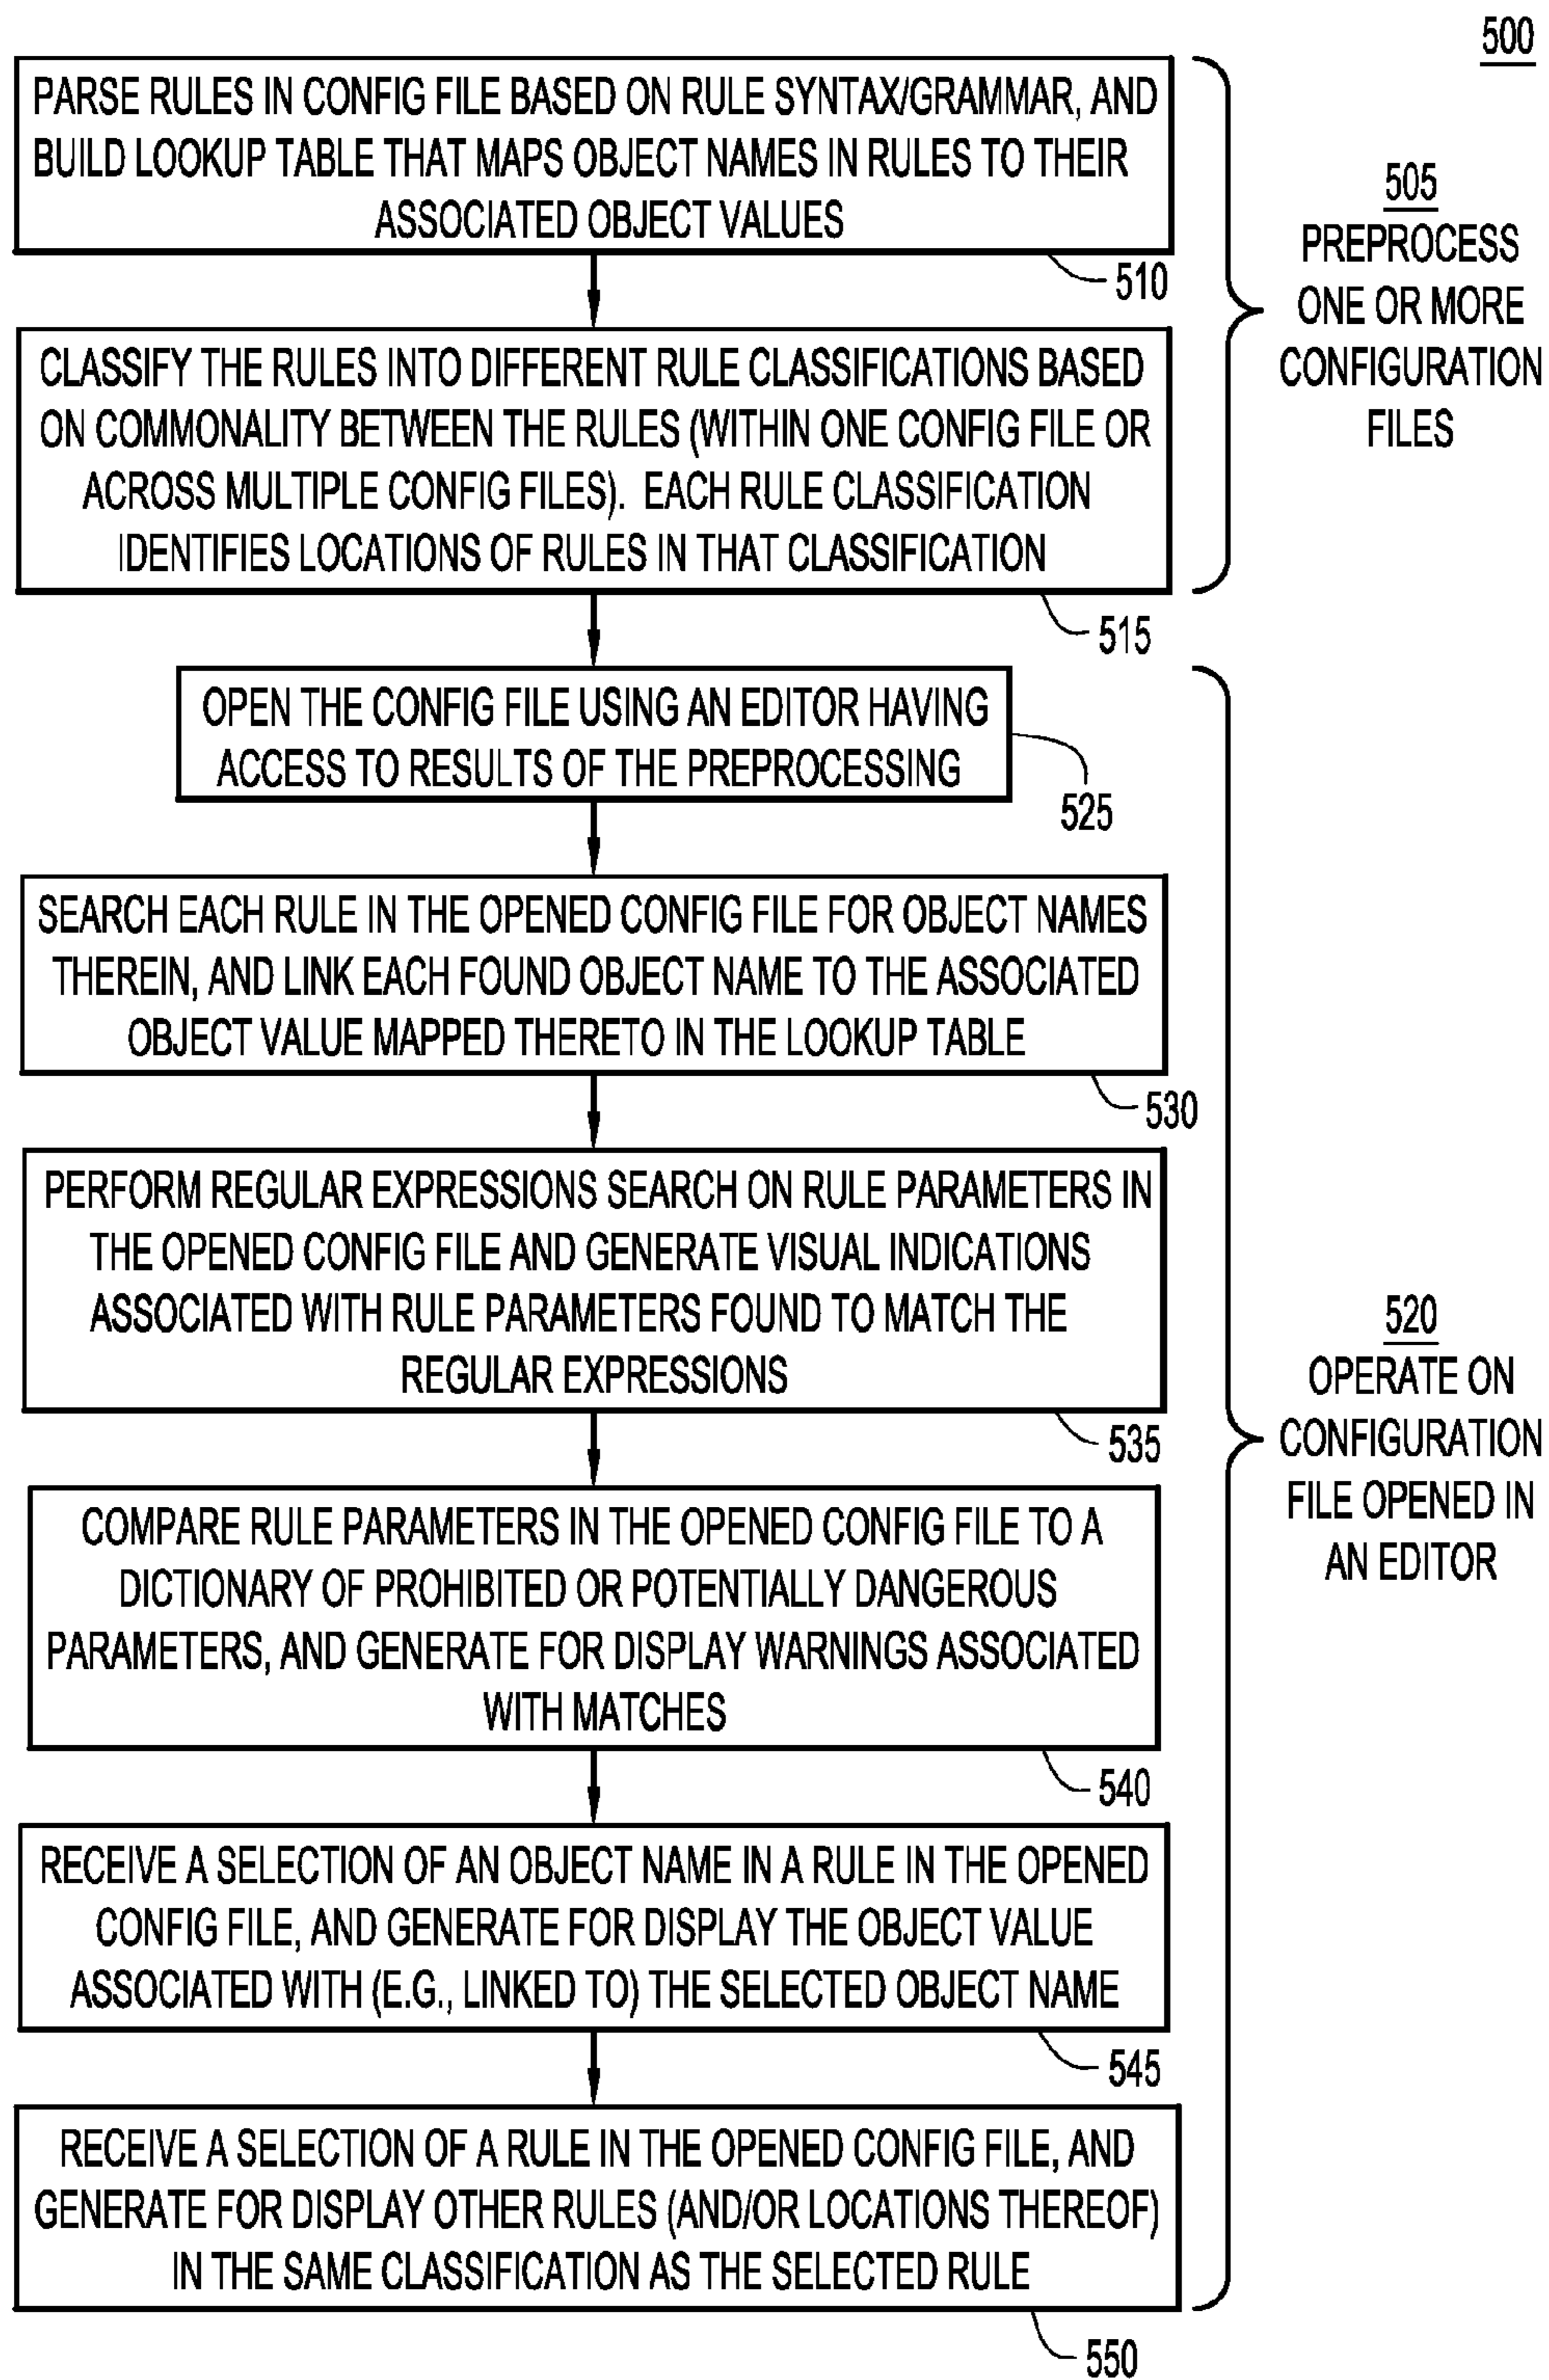 500
PARSE RULES IN CONFIG FILE BASED ON RULE SYNTAX/GRAMMAR, AND
BUILD LOOKUP TABLE THAT MAPS OBJECT NAMES IN RULES TO THEIR
ASSOCIATED OBJECT VALUES
510
CLASSIFY THE RULES INTO DIFFERENT RULE CLASSIFICATIONS BASED
ON COMMONALITY BETWEEN THE RULES (WITHIN ONE CONFIG FILE OR
ACROSS MULTIPLE CONFIG FILES). EACH RULE CLASSIFICATION
IDENTIFIES LOCATIONS OF RULES IN THAT CLASSIFICATION
515
505
PREPROCESS
ONE OR MORE
CONFIGURATION
FILES
OPEN THE CONFIG FILE USING AN EDITOR HAVING
ACCESS TO RESULTS OF THE PREPROCESSING
525
SEARCH EACH RULE IN THE OPENED CONFIG FILE FOR OBJECT NAMES
THEREIN, AND LINK EACH FOUND OBJECT NAME TO THE ASSOCIATED
OBJECT VALUE MAPPED THERETO IN THE LOOKUP TABLE
530
PERFORM REGULAR EXPRESSIONS SEARCH ON RULE PARAMETERS IN
THE OPENED CONFIG FILE AND GENERATE VISUAL INDICATIONS
ASSOCIATED WITH RULE PARAMETERS FOUND TO MATCH THE
REGULAR EXPRESSIONS
535
COMPARE RULE PARAMETERS IN THE OPENED CONFIG FILE TO A
DICTIONARY OF PROHIBITED OR POTENTIALLY DANGEROUS
PARAMETERS, AND GENERATE FOR DISPLAY WARNINGS ASSOCIATED
WITH MATCHES
540
RECEIVE A SELECTION OF AN OBJECT NAME IN A RULE IN THE OPENED
CONFIG FILE, AND GENERATE FOR DISPLAY THE OBJECT VALUE
ASSOCIATED WITH (E.G., LINKED TO) THE SELECTED OBJECT NAME
545
RECEIVE A SELECTION OF A RULE IN THE OPENED CONFIG FILE, AND
GENERATE FOR DISPLAY OTHER RULES (AND/OR LOCATIONS THEREOF)
IN THE SAME CLASSIFICATION AS THE SELECTED RULE
550
520
OPERATE ON
CONFIGURATION
FILE OPENED IN
AN EDITOR